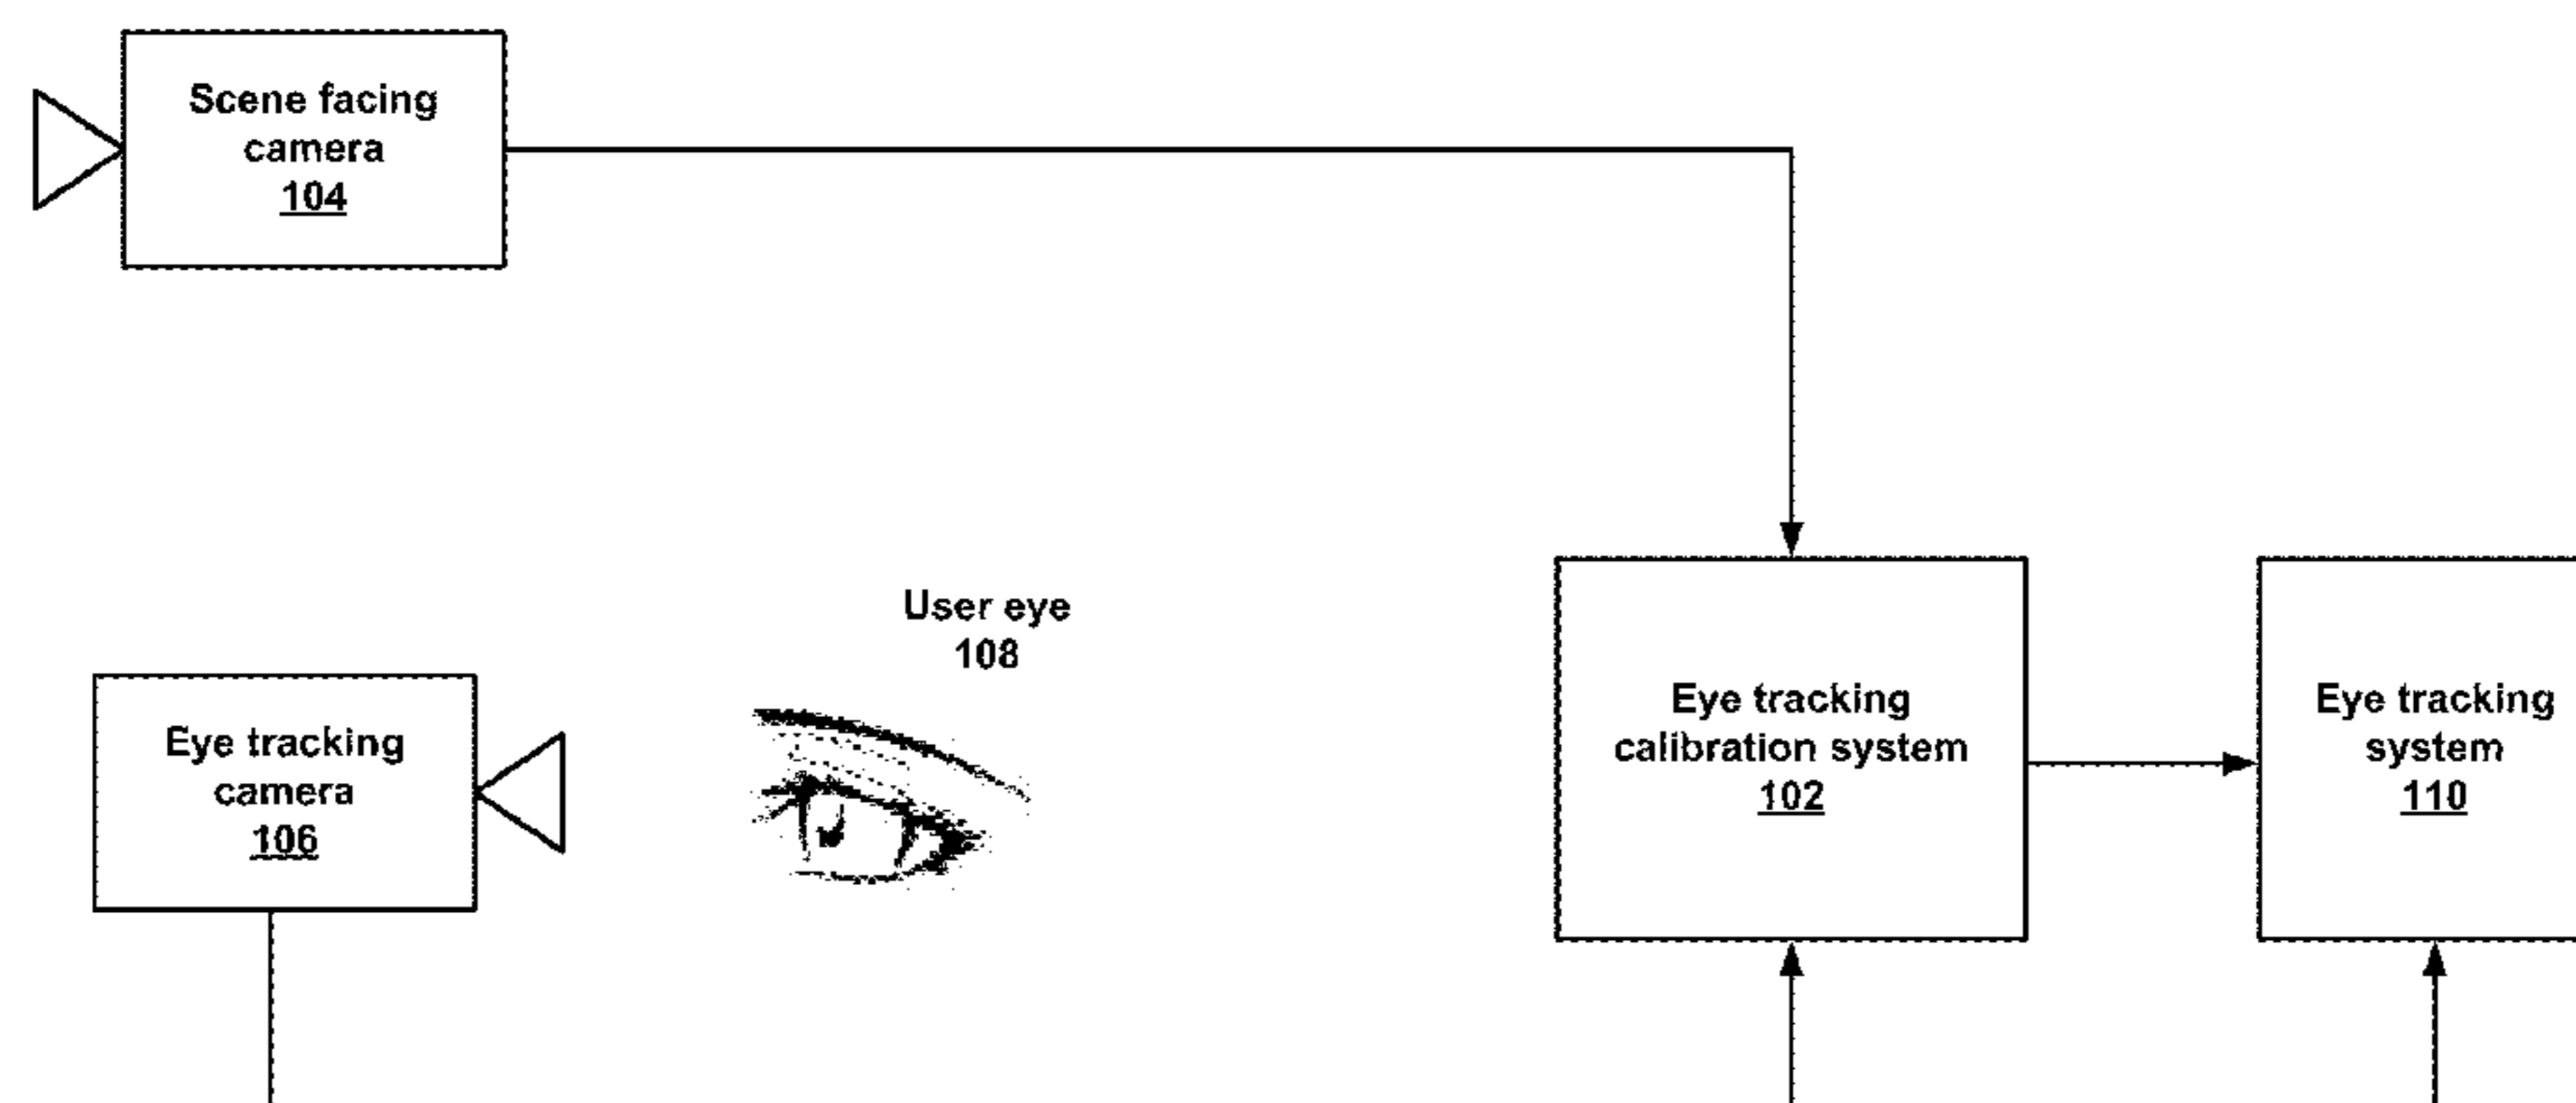 Scene facing
camera
104
User eye
108
Eye tracking
camera
106
Eye tracking
calibration system
102
Eye tracking
system
110